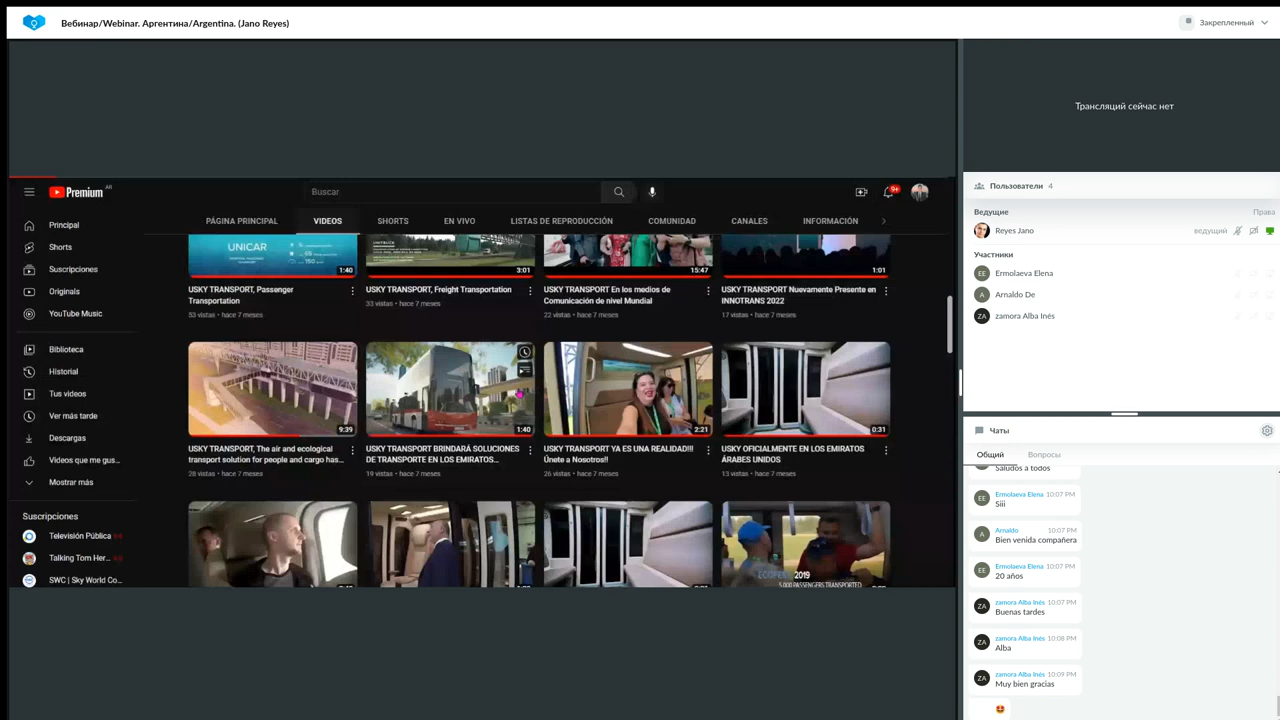 Вебинар/Webinar. Аргентина/Argentina. (Jano Reyes)
Закрепленный
Premium AR
Buscar
9+
PÁGINA PRINCIPAL VIDEOS SHORTS EN VIVO LISTAS DE REPRODUCCIÓN COMUNIDAD CANALES INFORMACIÓN
Principal
Shorts
Suscripciones
Originals
YouTube Music
Biblioteca
Historial
Tus videos
Ver más tarde
Descargas
Videos que me gus...
Mostrar más
Suscripciones
Televisión Pública
Talking Tom Her...
SWC | Sky World Co...
UNICAR
1:40
USKY TRANSPORT, Passenger
Transportation
53 vistas • hace 7 meses
3:01
USKY TRANSPORT, Freight Transportation
33 vistas • hace 7 meses
15:47
USKY TRANSPORT En los medios de
Comunicación de nivel Mundial
22 vistas • hace 7 meses
1:01
USKY TRANSPORT Nuevamente Presente en
INNOTRANS 2022
17 vistas • hace 7 meses
9:39
USKY TRANSPORT, The air and ecological
transport solution for people and cargo has...
28 vistas • hace 7 meses
1:40
USKY TRANSPORT BRINDARÁ SOLUCIONES
DE TRANSPORTE EN LOS EMIRATOS...
19 vistas • hace 7 meses
2:21
USKY TRANSPORT YA ES UNA REALIDAD!!!
Únete a Nosotros!!
26 vistas • hace 7 meses
0:31
USKY OFICIALMENTE EN LOS EMIRATOS
ÁRABES UNIDOS
13 vistas • hace 7 meses
2019
5,000 PASSENGERS TRANSPORTED
Трансляций сейчас нет
Пользователи 4
Ведущие Права
Reyes Jano ведущий
Участники
EE Ermolaeva Elena
A Arnaldo De
ZA zamora Alba Inés
Чаты
Общий Вопросы
Saludos a todos
EE Ermolaeva Elena 10:07 PM
Siii
A Arnaldo 10:07 PM
Bien venida compañera
EE Ermolaeva Elena 10:07 PM
20 años
ZA zamora Alba Inés 10:07 PM
Buenas tardes
ZA zamora Alba Inés 10:08 PM
Alba
ZA zamora Alba Inés 10:09 PM
Muy bien gracias